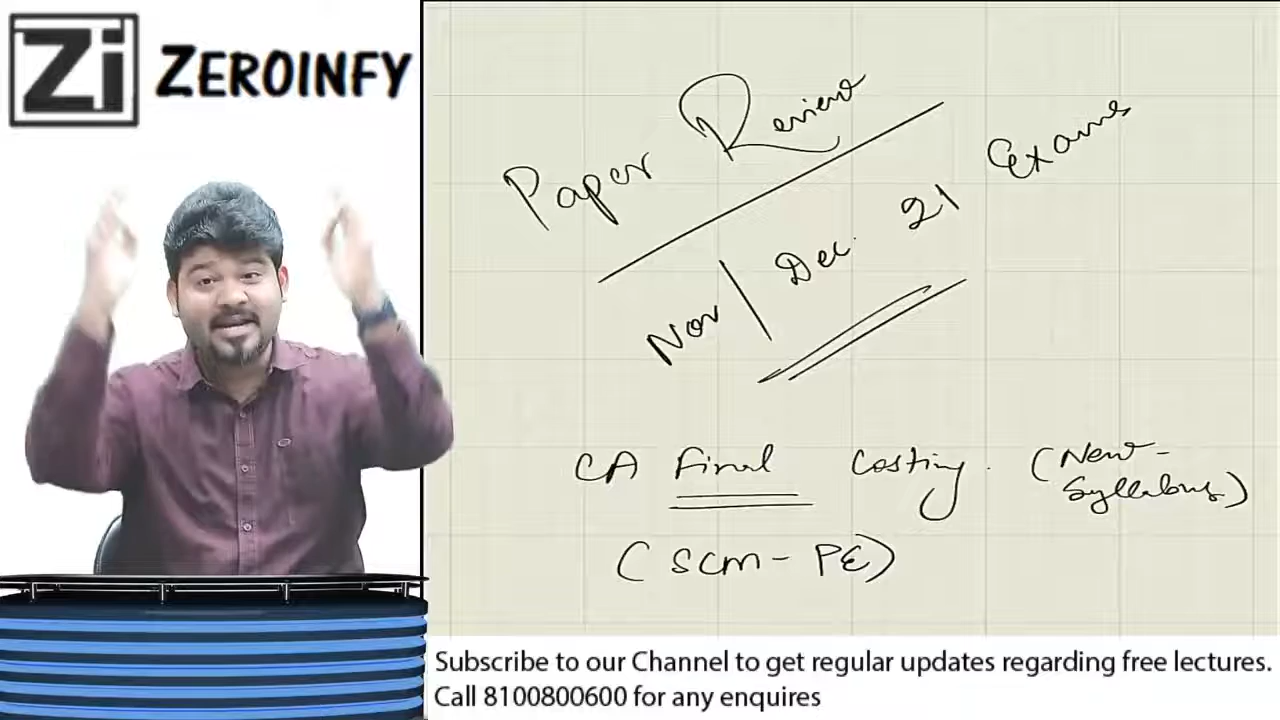 Zi ZEROINFY
Paper Review
Nov | Dec. 21 Exams
CA Final Costing. (New-
Syllabus)
(SCM-PE)
Subscribe to our Channel to get regular updates regarding free lectures.
Call 8100800600 for any enquires